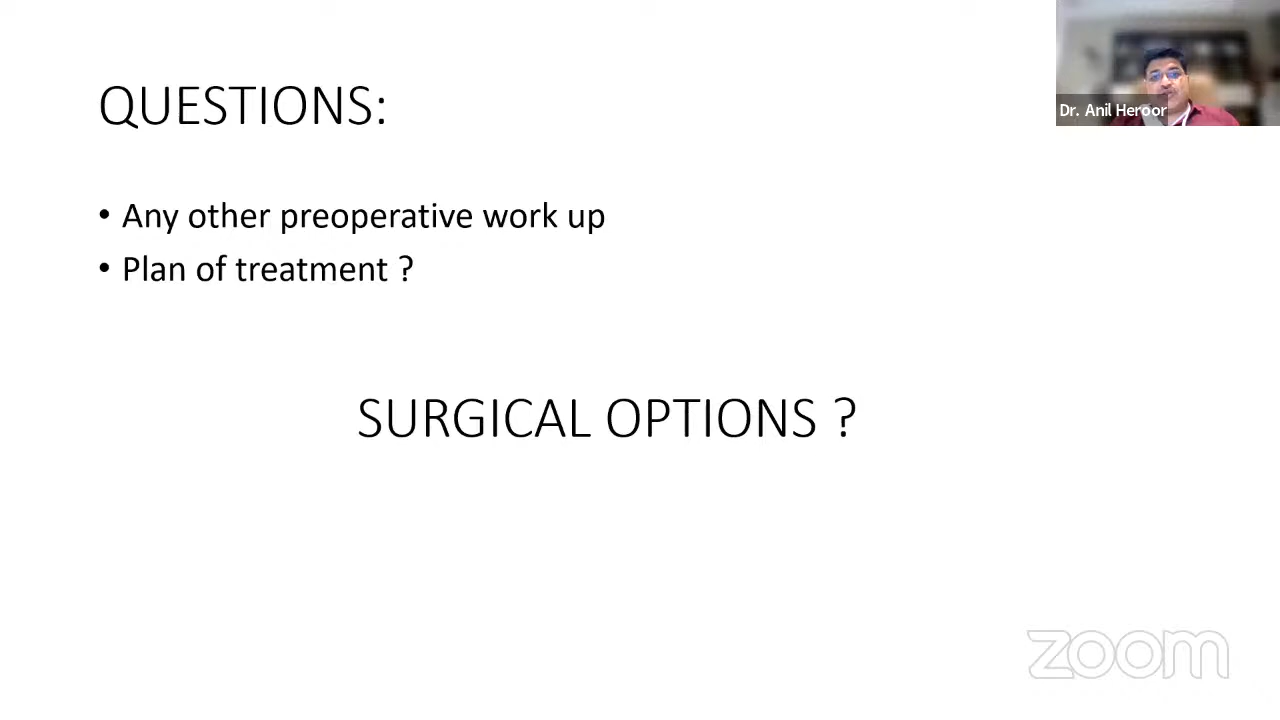 QUESTIONS:
Dr. Anil Heroor
• Any other preoperative work up
• Plan of treatment ?
SURGICAL OPTIONS ?
zoom